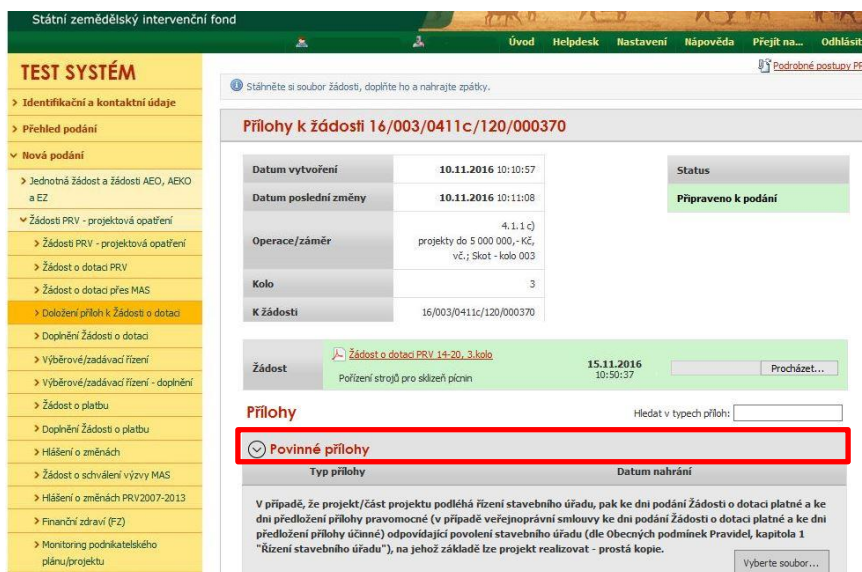 Státní zemědělský intervenční fond
Úvod Helpdesk Nastavení Nápověda Přejít na... Odhlásit
TEST SYSTÉM
Podrobné postupy PR
Stáhněte si soubor žádosti, doplňte ho a nahrajte zpátky.
Identifikační a kontaktní údaje
Přehled podání
Nová podání
Jednotná žádost a žádosti AEO, AEKO
a EZ
Žádosti PRV - projektová opatření
Žádosti PRV - projektová opatření
Žádost o dotaci PRV
Žádost o dotaci přes MAS
Doložení příloh k Žádosti o dotaci
Doplnění Žádosti o dotaci
Výběrové/zadávací řízení
Výběrové/zadávací řízení - doplnění
Žádost o platbu
Doplnění Žádosti o platbu
Hlášení o změnách
Žádost o schválení výzvy MAS
Hlášení o změnách PRV2007-2013
Finanční zdraví (FZ)
Monitoring podnikatelského
plánu/projektu
Přílohy k žádosti 16/003/0411c/120/000370
Datum vytvoření 10.11.2016 10:10:57
Datum poslední změny 10.11.2016 10:11:08
Operace/záměr
4.1.1 c)
projekty do 5 000 000,- Kč,
vč.; Skot - kolo 003
Kolo 3
K žádosti 16/003/0411c/120/000370
Status
Připraveno k podání
Žádost
Žádost o dotaci PRV 14-20, 3.kolo
Pořízení strojů pro sklizeň pícnin
15.11.2016
10:50:37
Procházet...
Přílohy
Hledat v typech příloh:
Povinné přílohy
Typ přílohy Datum nahrání
V případě, že projekt/část projektu podléhá řízení stavebního úřadu, pak ke dni podání Žádosti o dotaci platné a ke
dni předložení přílohy pravomocné (v případě veřejnoprávní smlouvy ke dni podání Žádosti o dotaci platné a ke dni
předložení přílohy účinné) odpovídající povolení stavebního úřadu (dle Obecných podmínek Pravidel, kapitola 1
"Řízení stavebního úřadu"), na jehož základě lze projekt realizovat - prostá kopie.
Vyberte soubor...